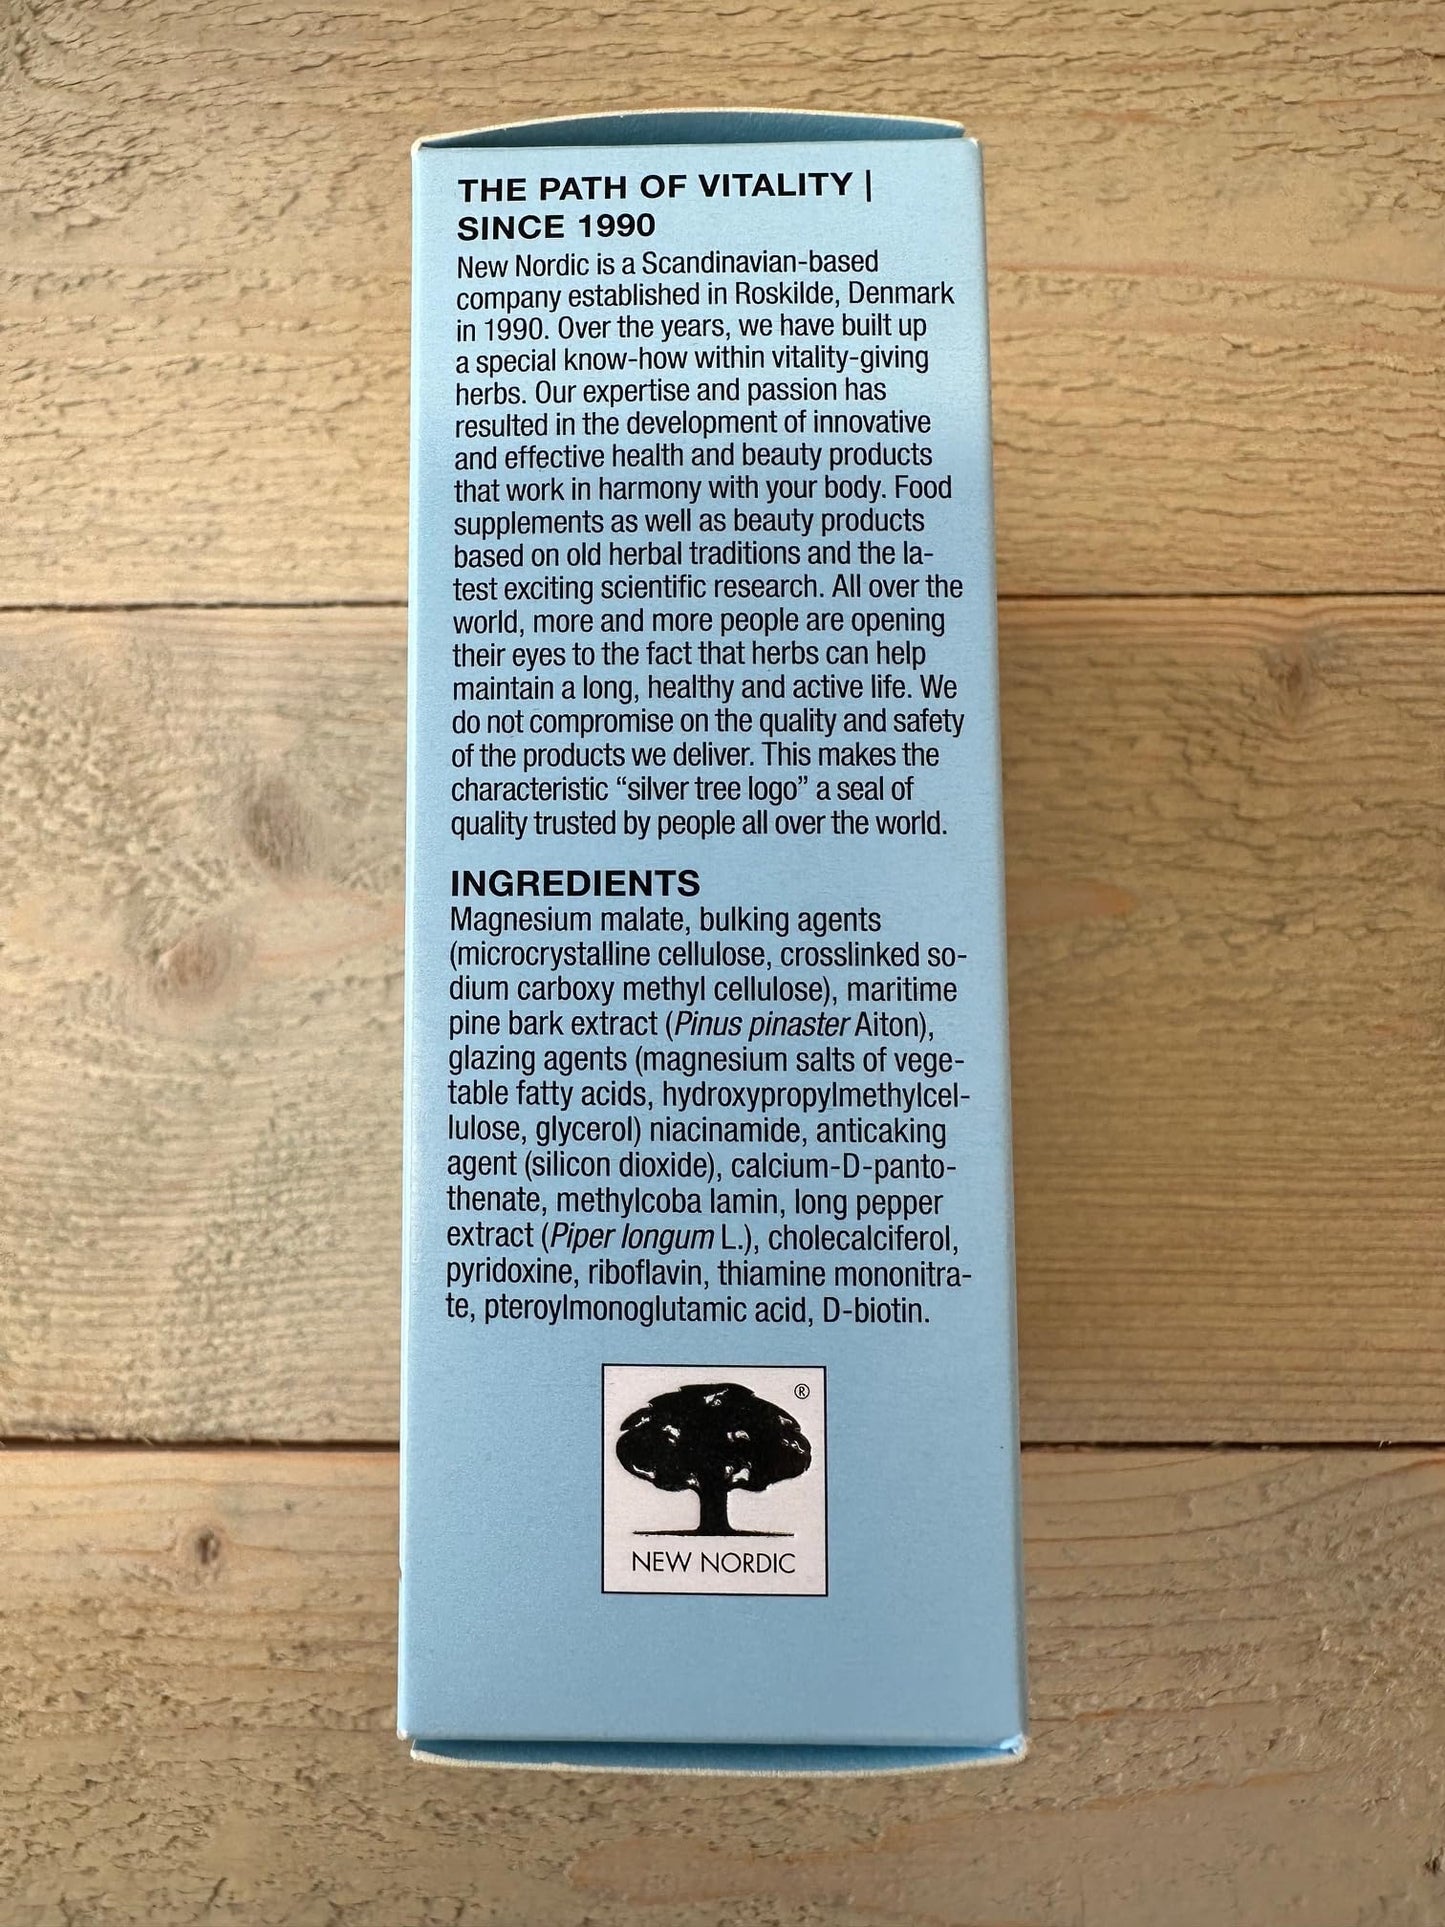 THE PATH OF VITALITY |
SINCE 1990
New Nordic is a Scandinavian-based
company established in Roskilde, Denmark
in 1990. Over the years, we have built up
a special know-how within vitality-giving
herbs. Our expertise and passion has
resulted in the development of innovative
and effective health and beauty products
that work in harmony with your body. Food
supplements as well as beauty products
based on old herbal traditions and the la-
test exciting scientific research. All over the
world, more and more people are opening
their eyes to the fact that herbs can help
maintain a long, healthy and active life. We
do not compromise on the quality and safety
of the products we deliver. This makes the
characteristic “silver tree logo” a seal of
quality trusted by people all over the world.
INGREDIENTS
Magnesium malate, bulking agents
(microcrystalline cellulose, crosslinked so-
dium carboxy methyl cellulose), maritime
pine bark extract (Pinus pinaster Aiton),
glazing agents (magnesium salts of vege-
table fatty acids, hydroxypropylmethylcel-
lulose, glycerol) niacinamide, anticaking
agent (silicon dioxide), calcium-D-panto-
thenate, methylcoba lamin, long pepper
extract (Piper longum L.), cholecalciferol,
pyridoxine, riboflavin, thiamine mononitra-
te, pteroylmonoglutamic acid, D-biotin.
®
NEW NORDIC